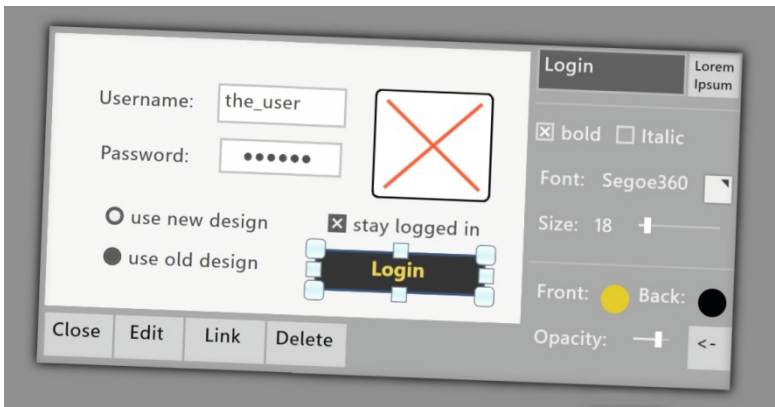 Username: the_user
Password: ••••••
use new design
stay logged in
use old design
Login
Close Edit Link Delete
Login
Lorem
Ipsum
bold Italic
Font: Segoe360
Size: 18
Front: Back:
Opacity: <-